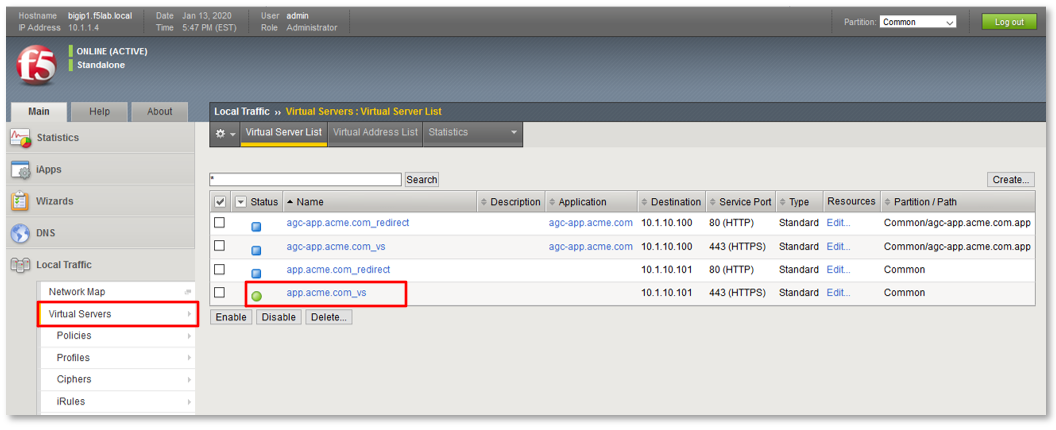 Hostname bigip1.f5lab.local Date Jan 13, 2020 User admin
IP Address 10.1.1.4 Time 5:47 PM (EST) Role Administrator
Partition: Common Log out
f5
ONLINE (ACTIVE)
Standalone
Main Help About
Local Traffic ›› Virtual Servers : Virtual Server List
Virtual Server List Virtual Address List Statistics
Statistics
iApps
Wizards
DNS
Local Traffic
Network Map
Virtual Servers
Policies
Profiles
Ciphers
iRules
* Search Create...
Status Name Description Application Destination Service Port Type Resources Partition / Path
agc-app.acme.com_redirect agc-app.acme.com 10.1.10.100 80 (HTTP) Standard Edit... Common/agc-app.acme.com.app
agc-app.acme.com_vs agc-app.acme.com 10.1.10.100 443 (HTTPS) Standard Edit... Common/agc-app.acme.com.app
app.acme.com_redirect 10.1.10.101 80 (HTTP) Standard Edit... Common
app.acme.com_vs 10.1.10.101 443 (HTTPS) Standard Edit... Common
Enable Disable Delete...